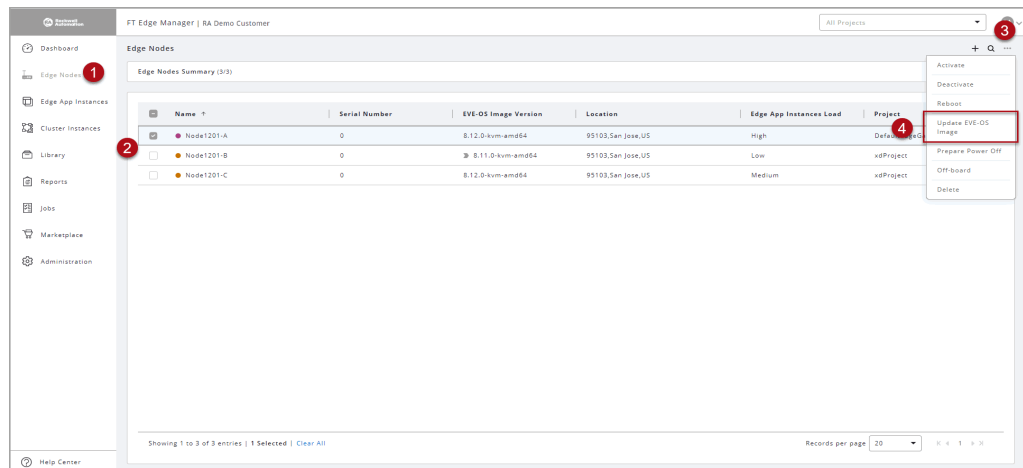 Rockwell
Automation
FT Edge Manager | RA Demo Customer
All Projects
3
Dashboard
Edge Nodes
1
Edge App Instances
Cluster Instances
Library
Reports
Jobs
Marketplace
Administration
Help Center
Edge Nodes
Edge Nodes Summary (3/3)
Name ↑ Serial Number EVE-OS Image Version Location Edge App Instances Load Project
Node1201-A 0 8.12.0-kvm-amd64 95103,San Jose,US High
2
Node1201-B 0 8.11.0-kvm-amd64 95103,San Jose,US Low xdProject
Node1201-C 0 8.12.0-kvm-amd64 95103,San Jose,US Medium xdProject
Activate
Deactivate
Reboot
4
Update EVE-OS
Image
Prepare Power Off
Off-board
Delete
Showing 1 to 3 of 3 entries | 1 Selected | Clear All
Records per page 20
1